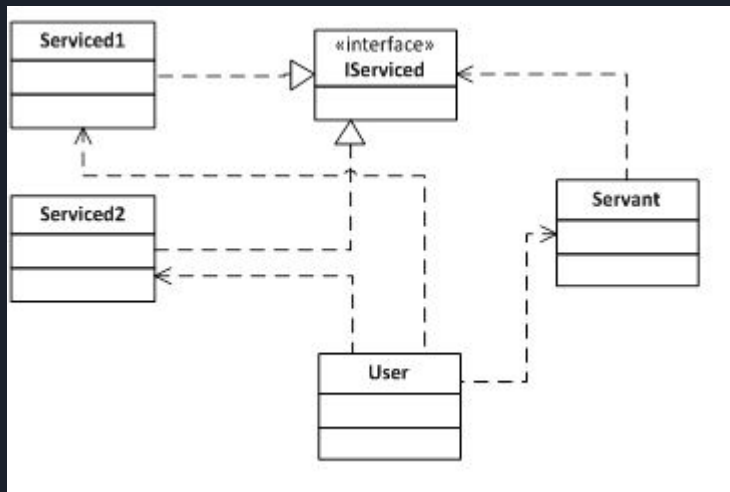 Serviced1
«interface»
IServiced
Serviced2
Servant
User